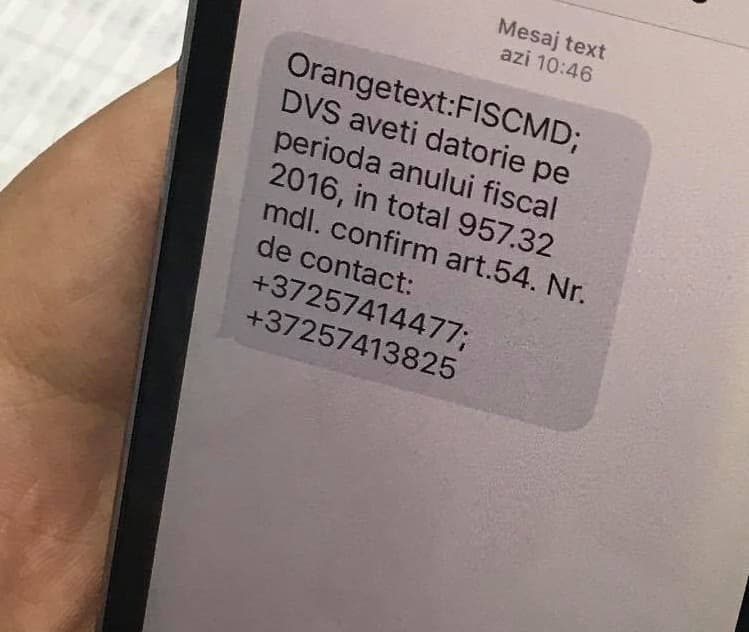 Mesaj text
azi 10:46
Orangetext:FISCMD;
DVS aveti datorie pe
perioda anului fiscal
2016, in total 957.32
mdl. confirm art.54. Nr.
de contact:
+37257414477;
+37257413825